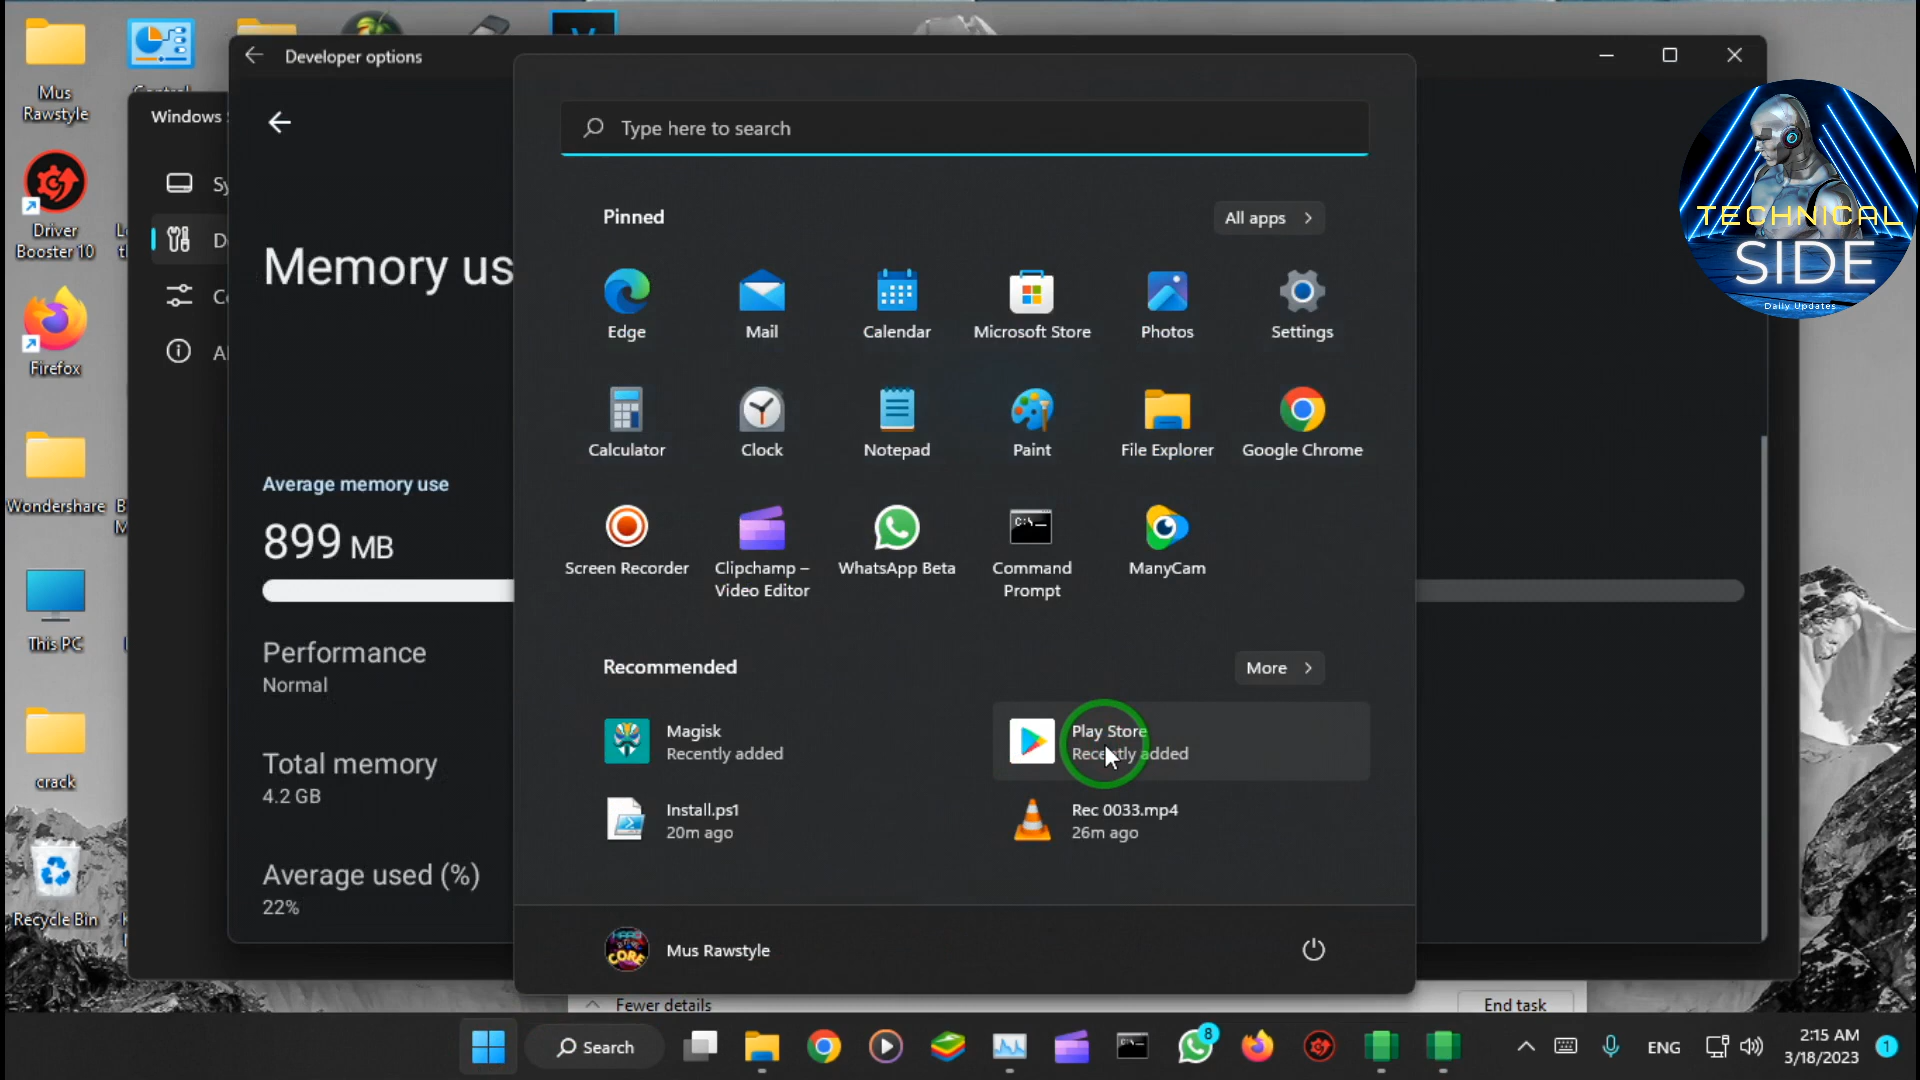 Mus
Rawstyle
Driver
Booster 10
Firefox
Wondershare
This PC
crack
Recycle Bin
Developer options
Windows
Memory us
Average memory use
899 MB
Performance
Normal
Total memory
4.2 GB
Average used (%)
22%
Type here to search
Pinned
All apps
Edge
Mail
Calendar
Microsoft Store
Photos
Settings
Calculator
Clock
Notepad
Paint
File Explorer
Google Chrome
Screen Recorder
Clipchamp –
Video Editor
WhatsApp Beta
Command
Prompt
ManyCam
Recommended
More
Magisk
Recently added
Play Store
Recently added
Install.ps1
20m ago
Rec 0033.mp4
26m ago
Mus Rawstyle
Fewer details
End task
TECHNICAL
SIDE
Daily Updates
Search
8
ENG
2:15 AM
3/18/2023
1